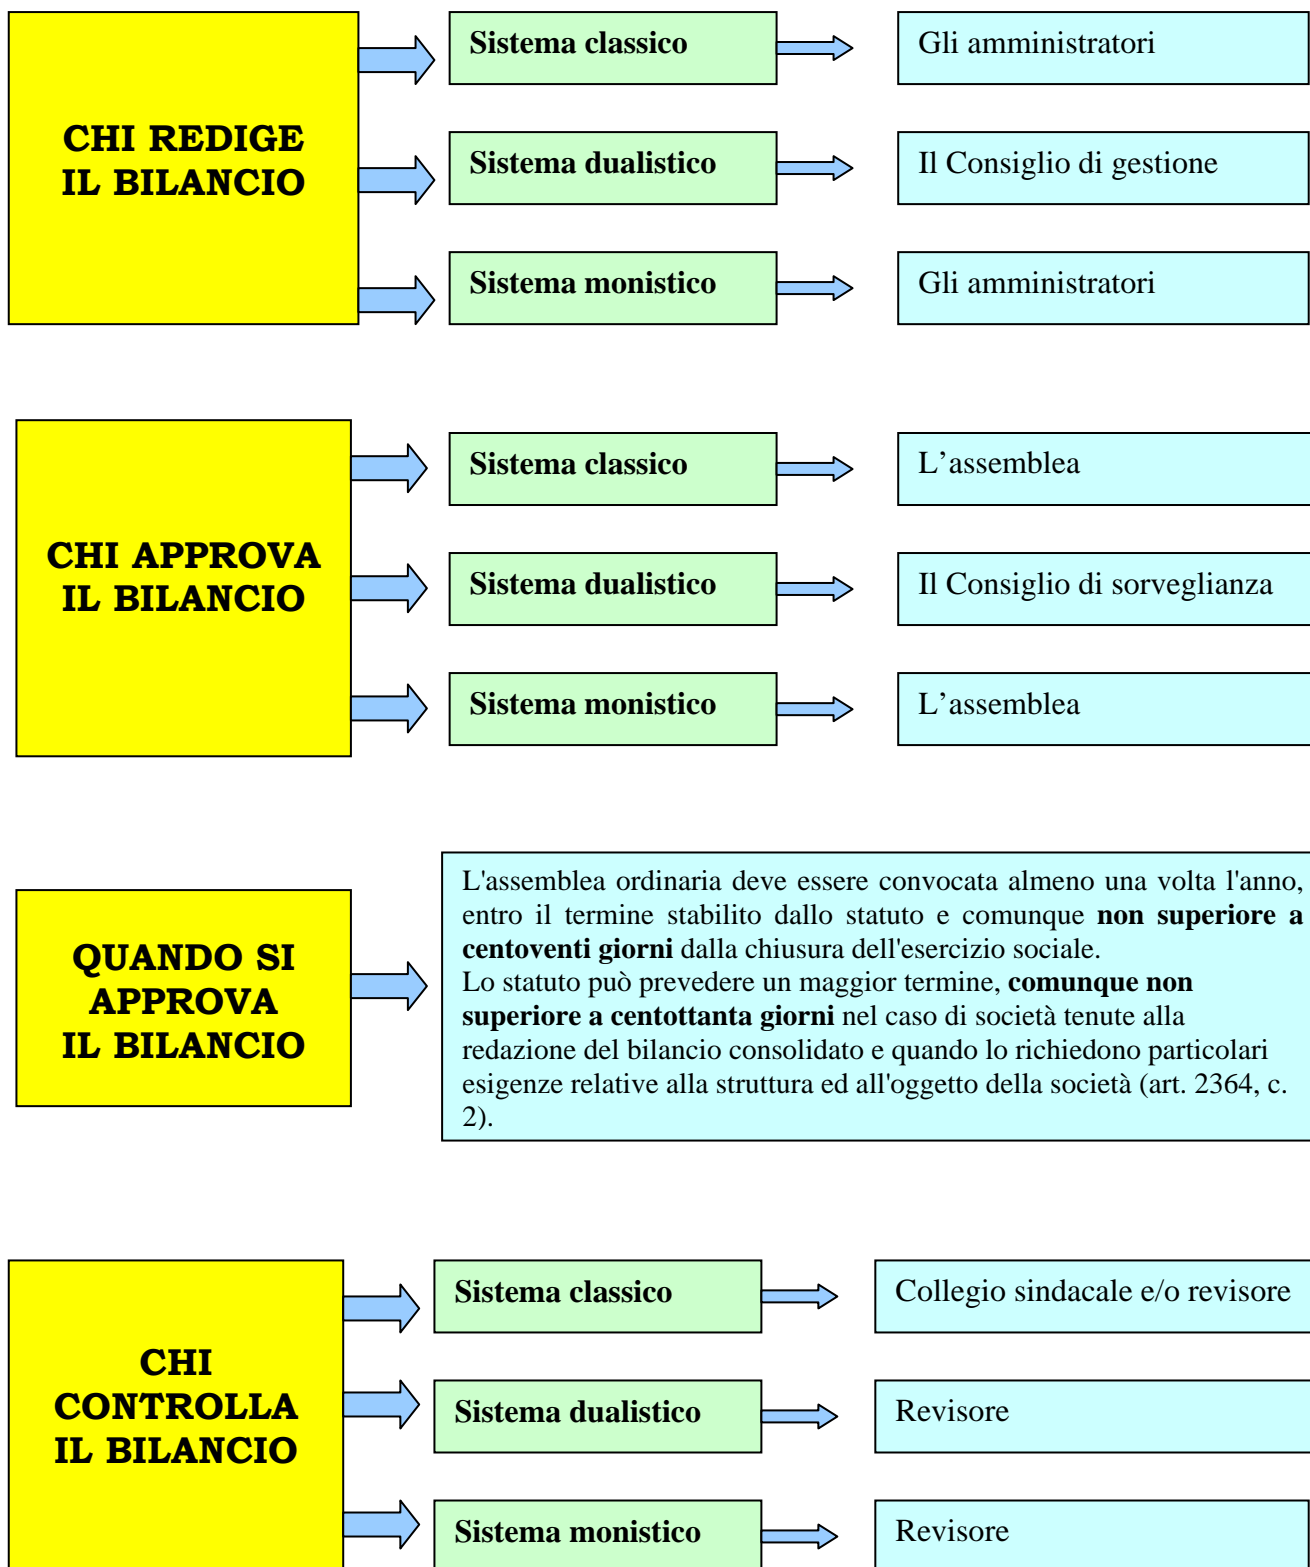 CHI REDIGE
IL BILANCIO
Sistema classico
Gli amministratori
Sistema dualistico
Il Consiglio di gestione
Sistema monistico
Gli amministratori
CHI APPROVA
IL BILANCIO
Sistema classico
L’assemblea
Sistema dualistico
Il Consiglio di sorveglianza
Sistema monistico
L’assemblea
QUANDO SI
APPROVA
IL BILANCIO
L'assemblea ordinaria deve essere convocata almeno una volta l'anno,
entro il termine stabilito dallo statuto e comunque non superiore a
centoventi giorni dalla chiusura dell'esercizio sociale.
Lo statuto può prevedere un maggior termine, comunque non
superiore a centottanta giorni nel caso di società tenute alla
redazione del bilancio consolidato e quando lo richiedono particolari
esigenze relative alla struttura ed all'oggetto della società (art. 2364, c.
2).
CHI
CONTROLLA
IL BILANCIO
Sistema classico
Collegio sindacale e/o revisore
Sistema dualistico
Revisore
Sistema monistico
Revisore